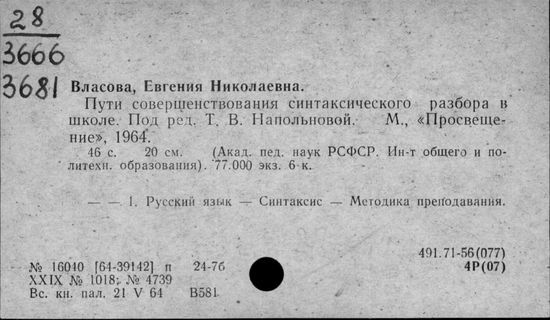 28
3666
3681
Власова, Евгения Николаевна.
Пути совершенствования синтаксического разбора в
школе. Под ред. Т. В. Напольновой. М., «Просвеще-
ние», 1964.
46 с. 20 см. (Акад. пед. наук РСФСР. Ин-т общего и по-
литехн. образования). 77.000 экз. 6 к.
— — 1. Русский язык — Синтаксис — Методика преподавания.
491.71-56(077)
№ 16040 [64-39142] п 24-76 4Р(07)
XXIX № 1018; № 4739
Вс. кн. пал. 21 V 64 В581